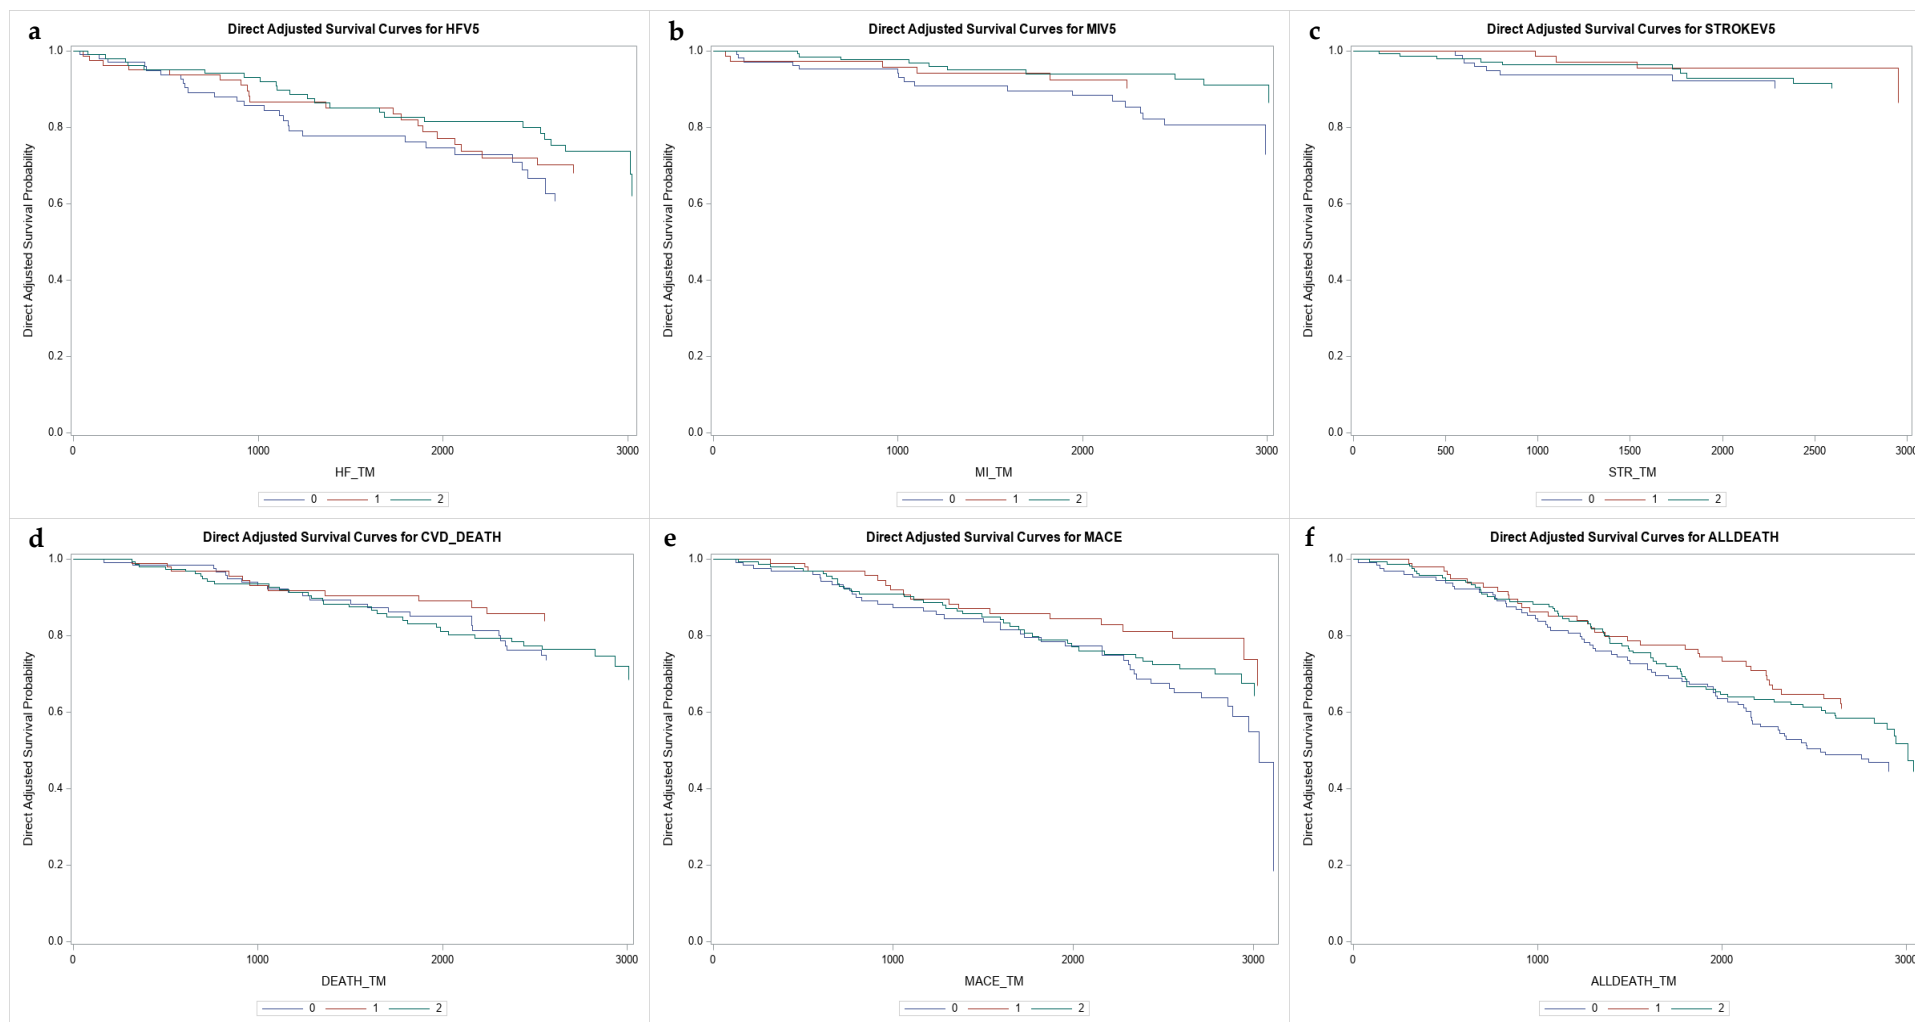 a
Direct Adjusted Survival Curves for HFV5
Direct Adjusted Survival Probability
1.0
0.8
0.6
0.4
0.2
0.0
0 1000 2000 3000
HF_TM
0 1 2
b
Direct Adjusted Survival Curves for MIV5
Direct Adjusted Survival Probability
1.0
0.8
0.6
0.4
0.2
0.0
0 1000 2000 3000
MI_TM
0 1 2
c
Direct Adjusted Survival Curves for STROKEV5
Direct Adjusted Survival Probability
1.0
0.8
0.6
0.4
0.2
0.0
0 500 1000 1500 2000 2500 3000
STR_TM
0 1 2
d
Direct Adjusted Survival Curves for CVD_DEATH
Direct Adjusted Survival Probability
1.0
0.8
0.6
0.4
0.2
0.0
0 1000 2000 3000
DEATH_TM
0 1 2
e
Direct Adjusted Survival Curves for MACE
Direct Adjusted Survival Probability
1.0
0.8
0.6
0.4
0.2
0.0
0 1000 2000 3000
MACE_TM
0 1 2
f
Direct Adjusted Survival Curves for ALLDEATH
Direct Adjusted Survival Probability
1.0
0.8
0.6
0.4
0.2
0.0
0 1000 2000 3000
ALLDEATH_TM
0 1 2